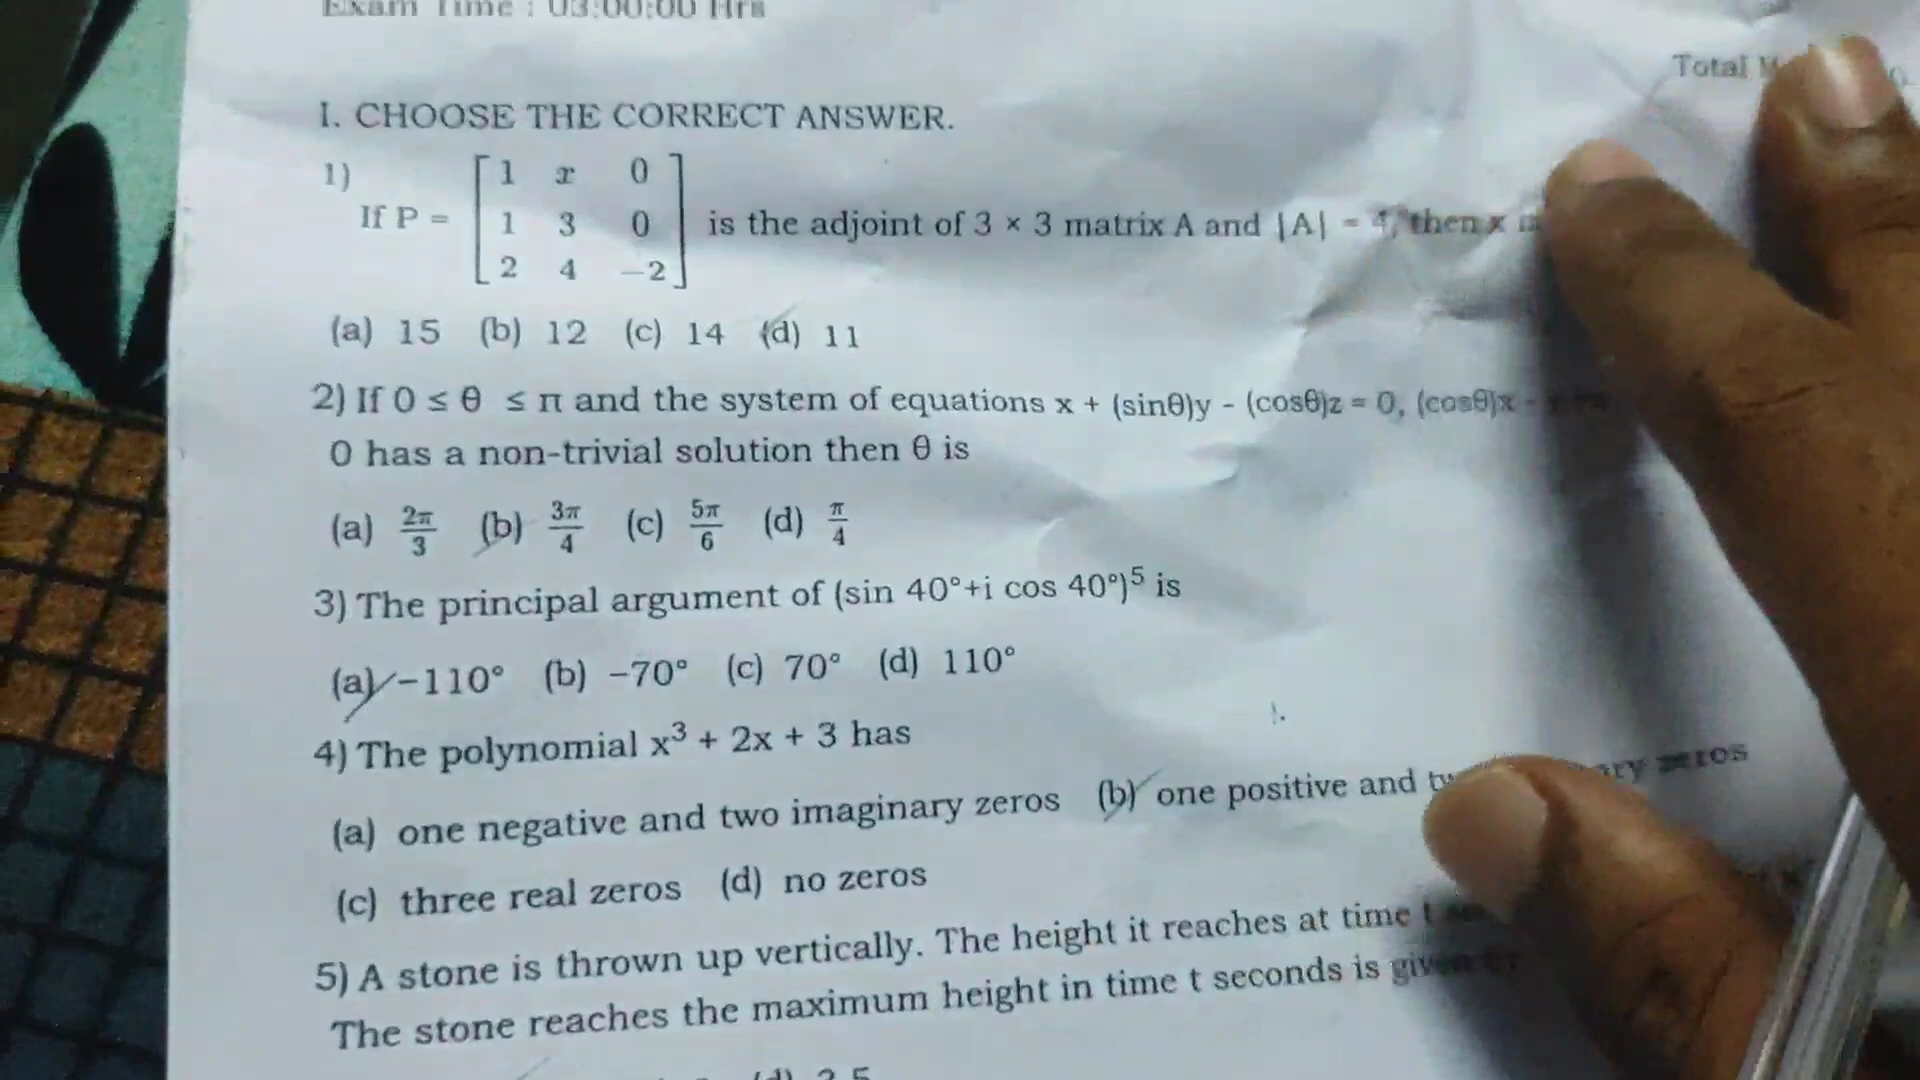 Exam Time : 03:00:00 Hrs
Total
I. CHOOSE THE CORRECT ANSWER.
1)
If P = [1 x 0; 1 3 0; 2 4 −2] is the adjoint of 3 × 3 matrix A and |A| = 4, then x is
(a) 15 (b) 12 (c) 14 (d) 11
2) If 0 ≤ θ ≤ π and the system of equations x + (sinθ)y - (cosθ)z = 0, (cosθ)x -
0 has a non-trivial solution then θ is
(a) 2π/3 (b) 3π/4 (c) 5π/6 (d) π/4
3) The principal argument of (sin 40°+i cos 40°)⁵ is
(a) −110° (b) −70° (c) 70° (d) 110°
4) The polynomial x³ + 2x + 3 has
(a) one negative and two imaginary zeros (b) one positive and zeros
(c) three real zeros (d) no zeros
5) A stone is thrown up vertically. The height it reaches at time t
The stone reaches the maximum height in time t seconds is given by
(d) 2.5